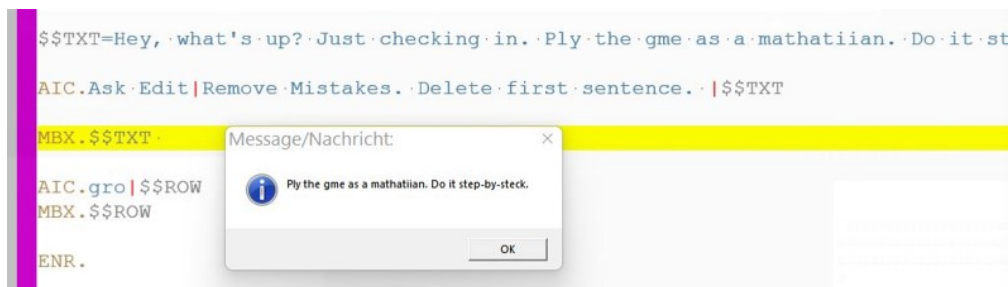 $$TXT=Hey, what's up? Just checking in. Ply the gme as a mathatiian. Do it st
AIC.Ask Edit|Remove Mistakes. Delete first sentence. |$$TXT
MBX.$$TXT
Message/Nachricht:
Ply the gme as a mathatiian. Do it step-by-steck.
OK
AIC.gro|$$ROW
MBX.$$ROW
ENR.